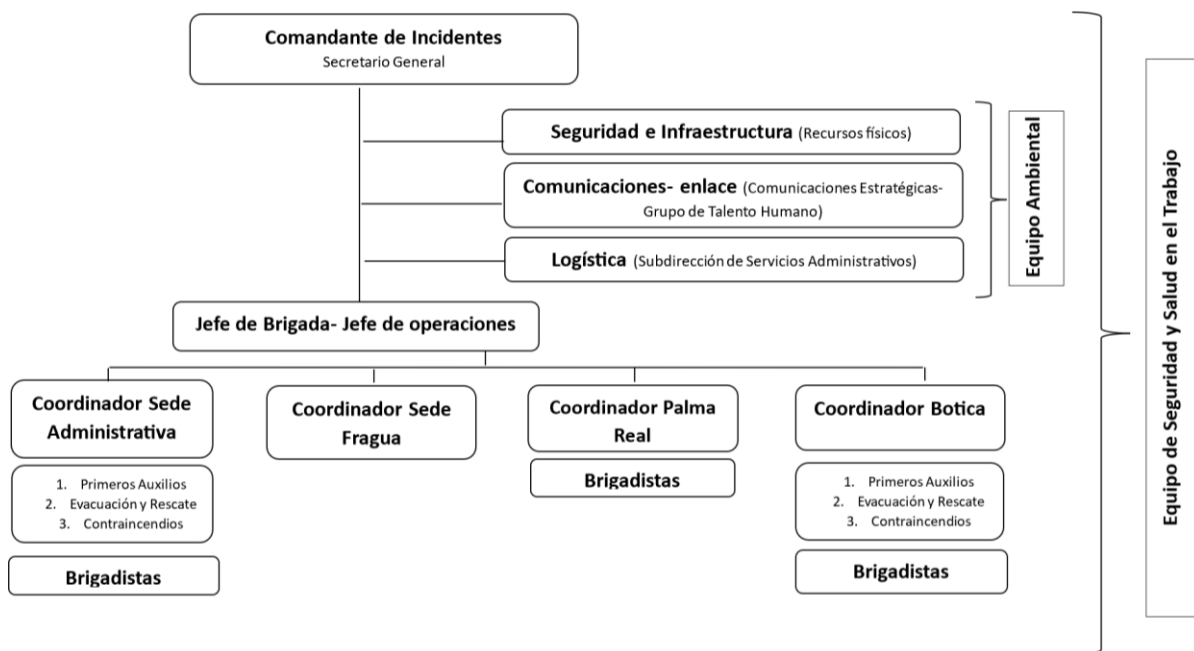 Comandante de Incidentes
Secretario General
Seguridad e Infraestructura (Recursos físicos)
Comunicaciones- enlace (Comunicaciones Estratégicas-
Grupo de Talento Humano)
Logística (Subdirección de Servicios Administrativos)
Equipo Ambiental
Equipo de Seguridad y Salud en el Trabajo
Jefe de Brigada- Jefe de operaciones
Coordinador Sede
Administrativa
1. Primeros Auxilios
2. Evacuación y Rescate
3. Contraincendios
Brigadistas
Coordinador Sede
Fragua
Coordinador Palma
Real
Brigadistas
Coordinador Botica
1. Primeros Auxilios
2. Evacuación y Rescate
3. Contraincendios
Brigadistas